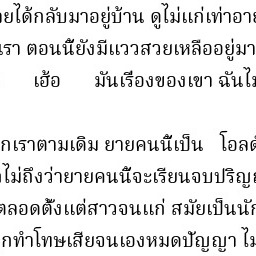 ยได้กลับมาอยู่บ้าน ดูไม่แก่เท่าอา
รา ตอนนี้ยังมีแววสวยเหลืออยู่มา
เฮ้อ มันเรื่องของเขา ฉันไ
กเราตามเดิม ยายคนนี้เป็น โอล
ไม่ถึงว่ายายคนนี้จะเรียนจบปริญ
ตลอดตั้งแต่สาวจนแก่ สมัยเป็นนั
กทำโทษเสียจนเองหมดปัญญา ไ